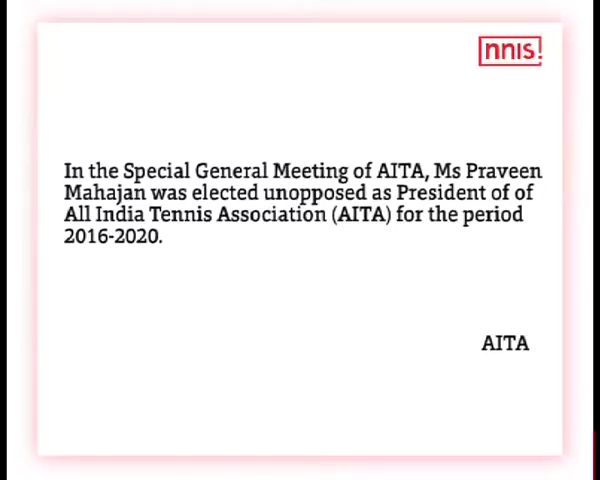 nnis!
In the Special General Meeting of AITA, Ms Praveen
Mahajan was elected unopposed as President of of
All India Tennis Association (AITA) for the period
2016-2020.
AITA